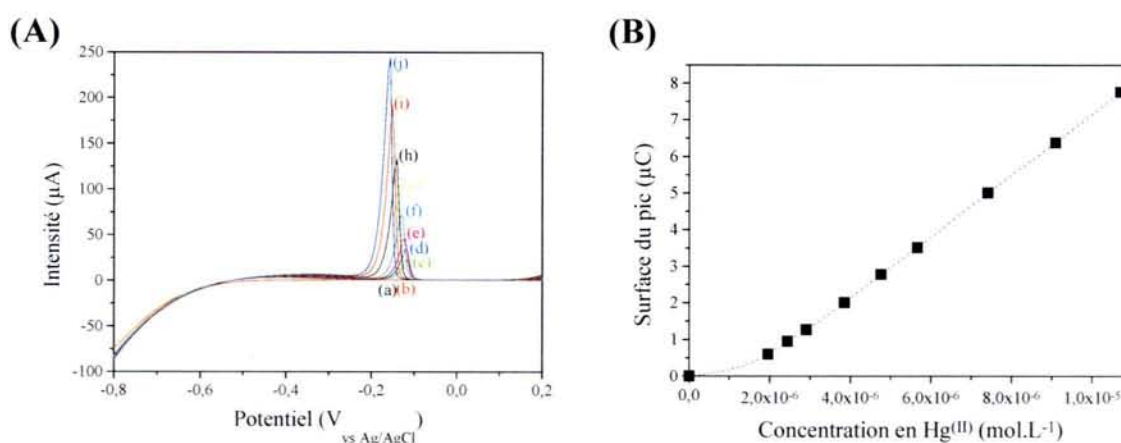 (A)
250
200
150
100
50
0
-50
-100
Intensité (µA)
(j)
(i)
(h)
(f)
(e)
(d)
(c)
(a)
(b)
-0,8
-0,6
-0,4
-0,2
0,0
0,2
Potentiel (V vs Ag/AgCl)
(B)
8
7
6
5
4
3
2
1
0
Surface du pic (µC)
0,0
2,0x10⁻⁶
4,0x10⁻⁶
6,0x10⁻⁶
8,0x10⁻⁶
1,0x10⁻⁵
Concentration en Hg⁽ᴵᴵ⁾ (mol.L⁻¹)